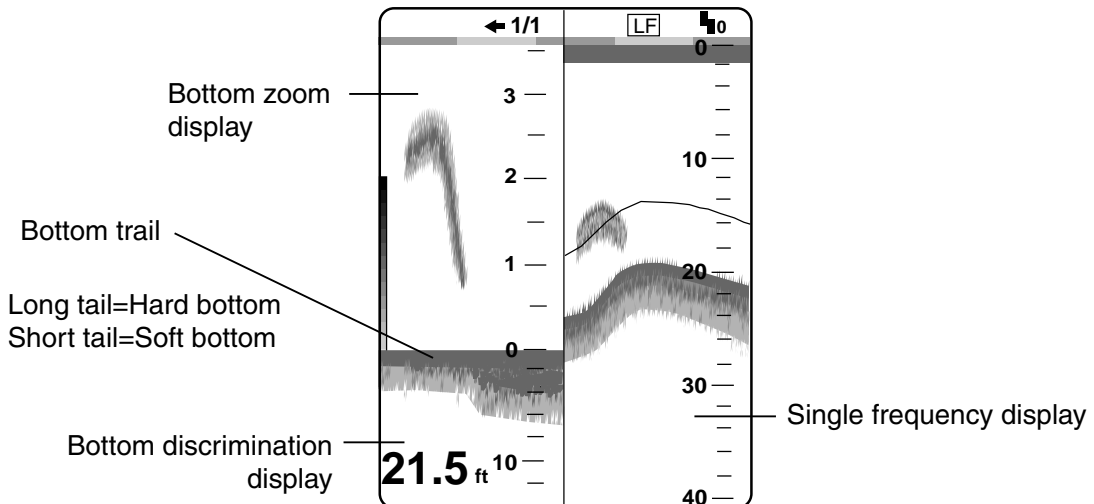 ← 1/1
LF
0
Bottom zoom
display
3
2
1
0
10
0
10
20
30
40
Bottom trail
Long tail=Hard bottom
Short tail=Soft bottom
Bottom discrimination
display
21.5 ft
Single frequency display